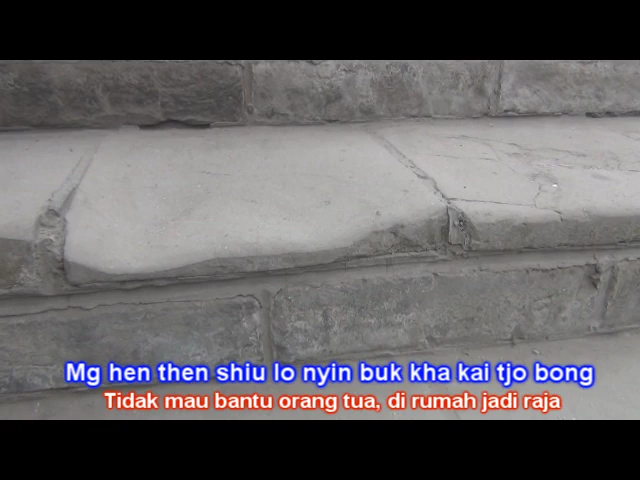 Mg hen then shiu lo nyin buk kha kai tjo bong
Tidak mau bantu orang tua, di rumah jadi raja